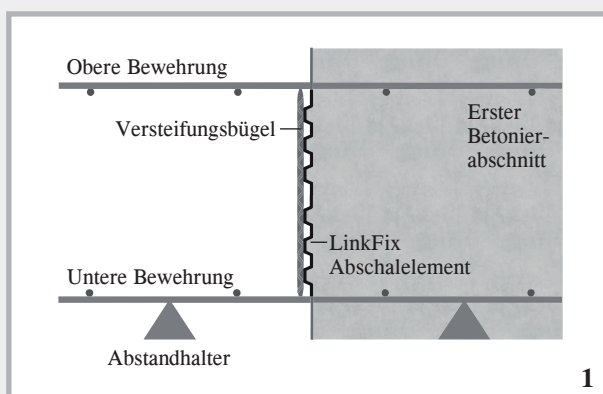 Obere Bewehrung
Versteifungsbügel
Erster
Betonier-
abschnitt
LinkFix
Abschalelement
Untere Bewehrung
Abstandhalter
1